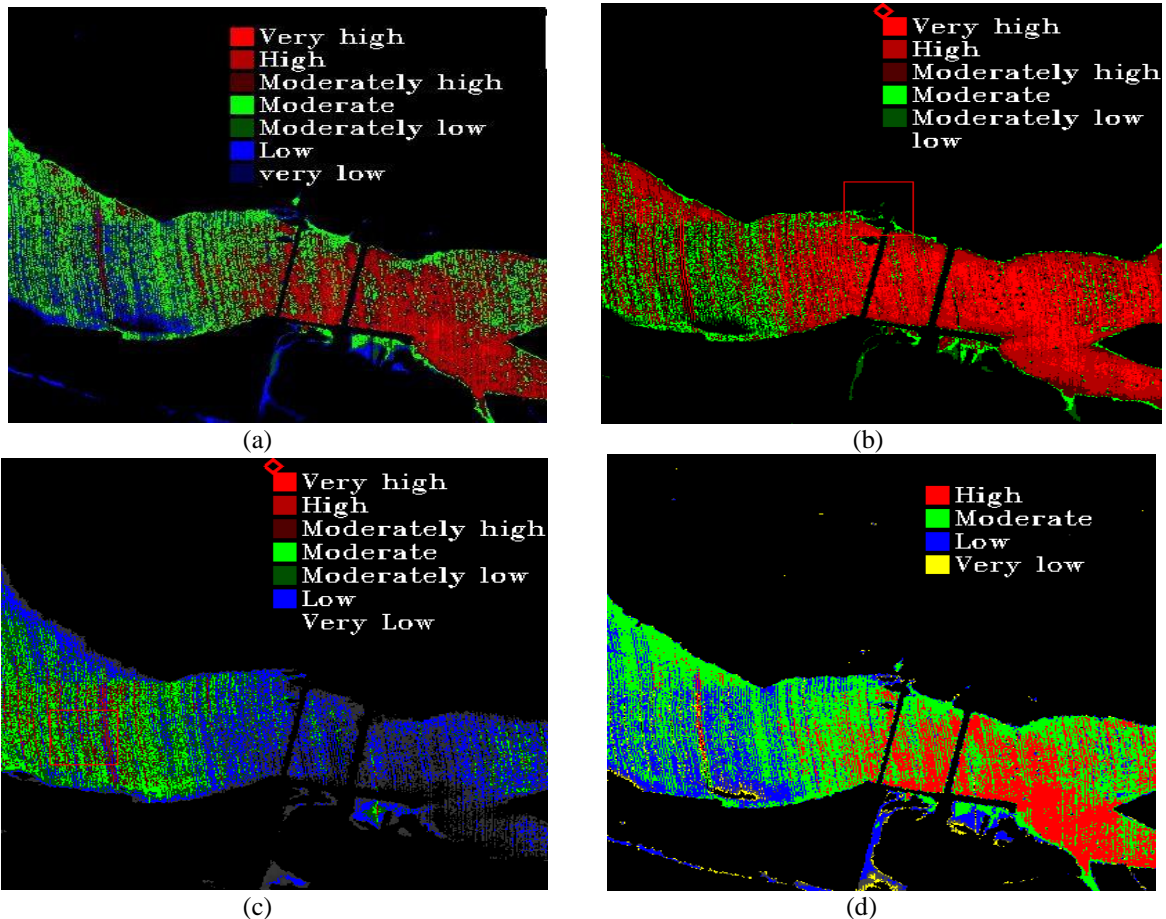 Very high
High
Moderately high
Moderate
Moderately low
Low
very low
(a)
Very high
High
Moderately high
Moderate
Moderately low
low
(b)
Very high
High
Moderately high
Moderate
Moderately low
Low
Very Low
(c)
High
Moderate
Low
Very low
(d)